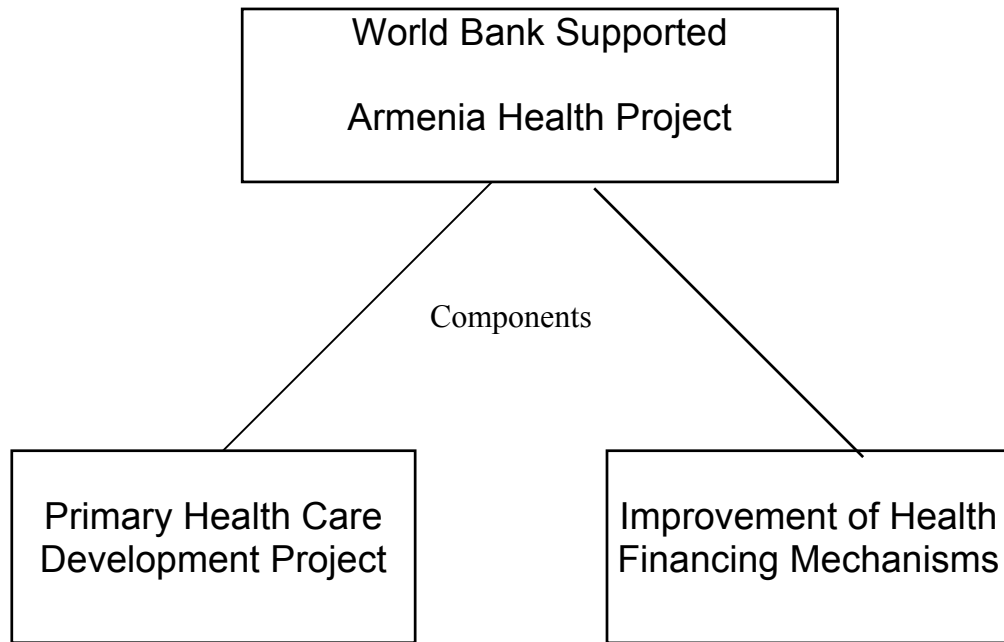 World Bank Supported
Armenia Health Project
Components
Primary Health Care
Development Project
Improvement of Health
Financing Mechanisms